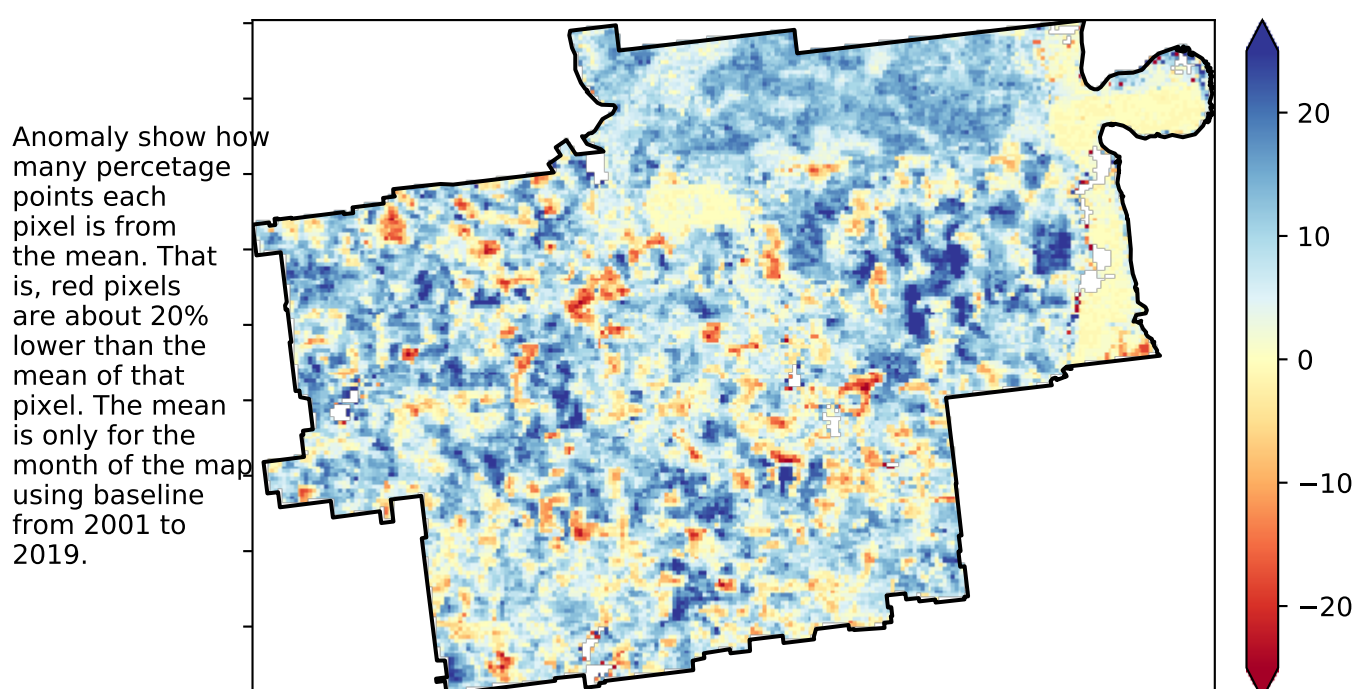 Anomaly show how
many percetage
points each
pixel is from
the mean. That
is, red pixels
are about 20%
lower than the
mean of that
pixel. The mean
is only for the
month of the map
using baseline
from 2001 to
2019.
20
10
0
−10
−20